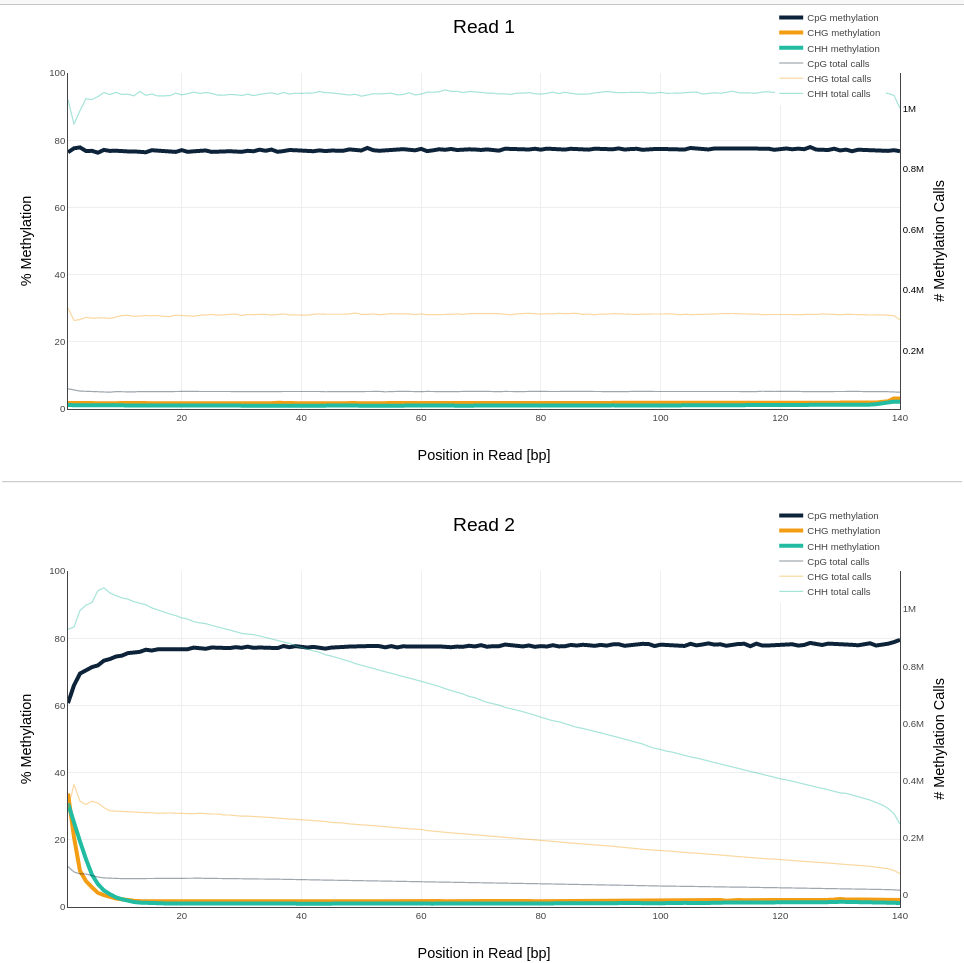 Read 1
CpG methylation
CHG methylation
CHH methylation
CpG total calls
CHG total calls
CHH total calls
100
80
60
40
20
0
% Methylation
1M
0.8M
0.6M
0.4M
0.2M
# Methylation Calls
20 40 60 80 100 120 140
Position in Read [bp]
Read 2
CpG methylation
CHG methylation
CHH methylation
CpG total calls
CHG total calls
CHH total calls
100
80
60
40
20
0
% Methylation
1M
0.8M
0.6M
0.4M
0.2M
0
# Methylation Calls
20 40 60 80 100 120 140
Position in Read [bp]